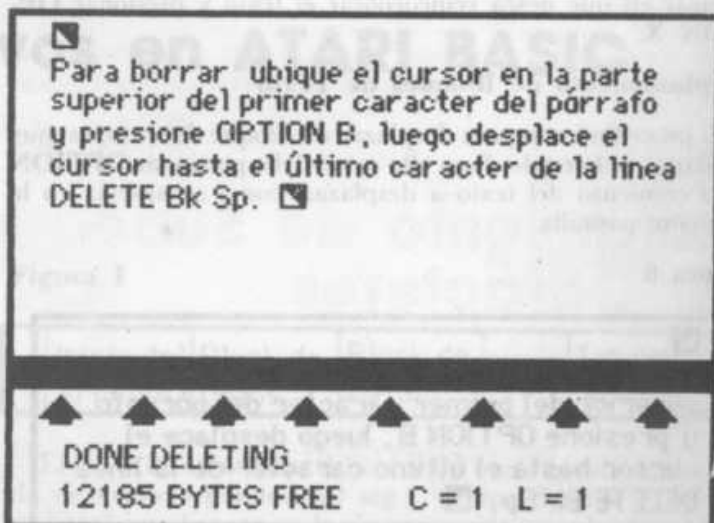 Para borrar ubique el cursor en la parte
superior del primer caracter del párrafo
y presione OPTION B, luego desplace el
cursor hasta el último caracter de la linea
DELETE Bk Sp.
DONE DELETING
12185 BYTES FREE C = 1 L = 1